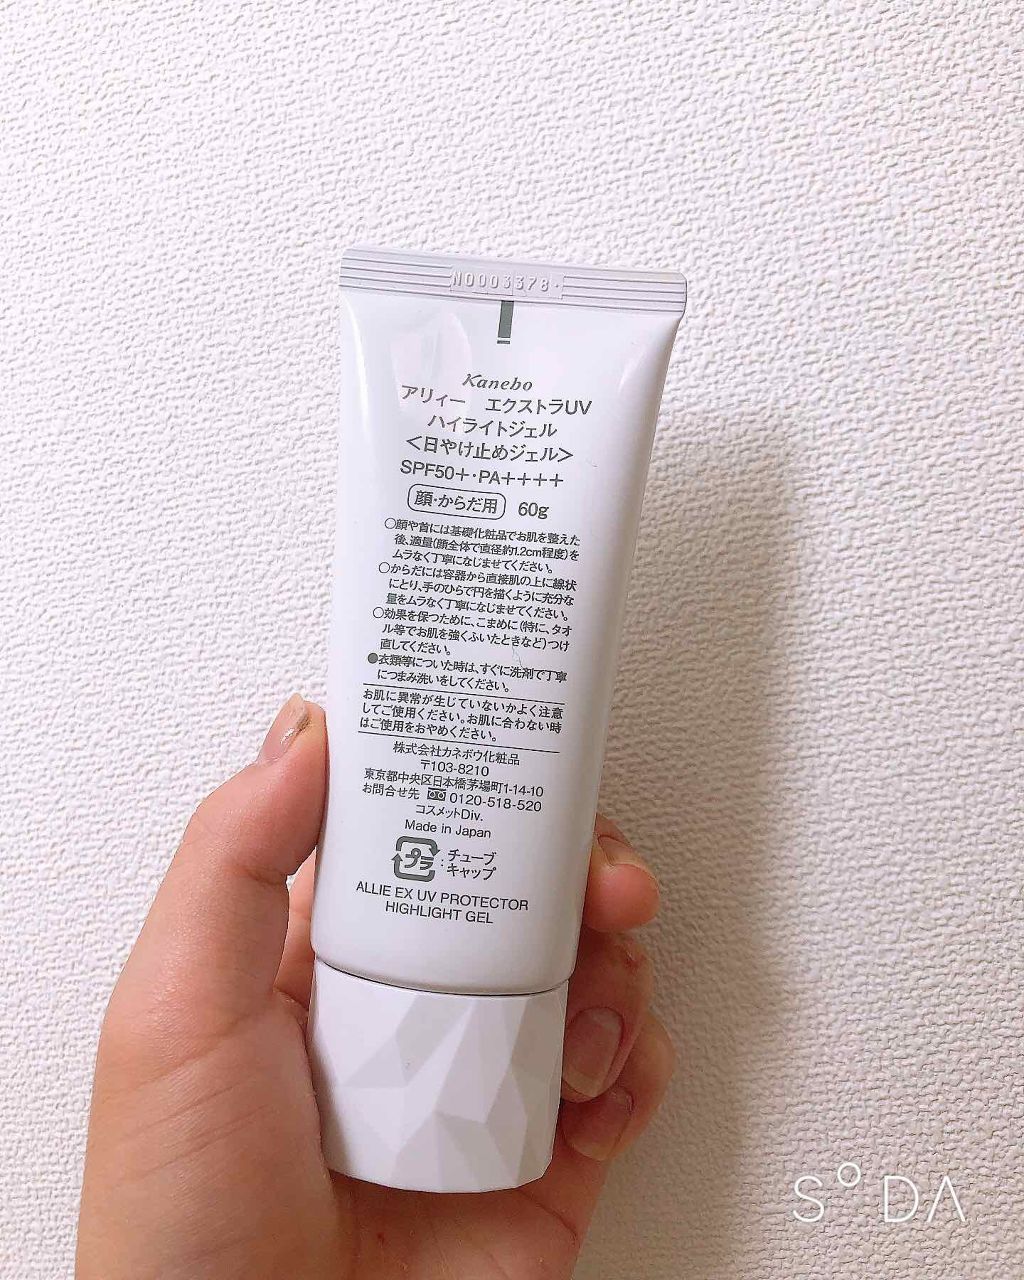 N0003378
Kanebo
アリィー　エクストラUV
ハイライトジェル
＜日やけ止めジェル＞
SPF50＋・PA＋＋＋＋
顔・からだ用 60g
○顔や首には基礎化粧品でお肌を整えた
後、適量（顔全体で直径約1.2cm程度）を
ムラなく丁寧になじませてください。
○からだには容器から直接肌の上に線状
にとり、手のひらで円を描くように充分な
量をムラなく丁寧になじませてください。
○効果を保つために、こまめに（特に、タオ
ル等でお肌を強くふいたときなど）つけ
直してください。
●衣類等についた時は、すぐに洗剤で丁寧
につまみ洗いをしてください。
お肌に異常が生じていないかよく注意
してご使用ください。お肌に合わない時
はご使用をおやめください。
株式会社カネボウ化粧品
〒103-8210
東京都中央区日本橋茅場町1-14-10
お問合せ先 0120-518-520
コスメットDiv.
Made in Japan
プラ：チューブ
キャップ
ALLIE EX UV PROTECTOR
HIGHLIGHT GEL
S°DA